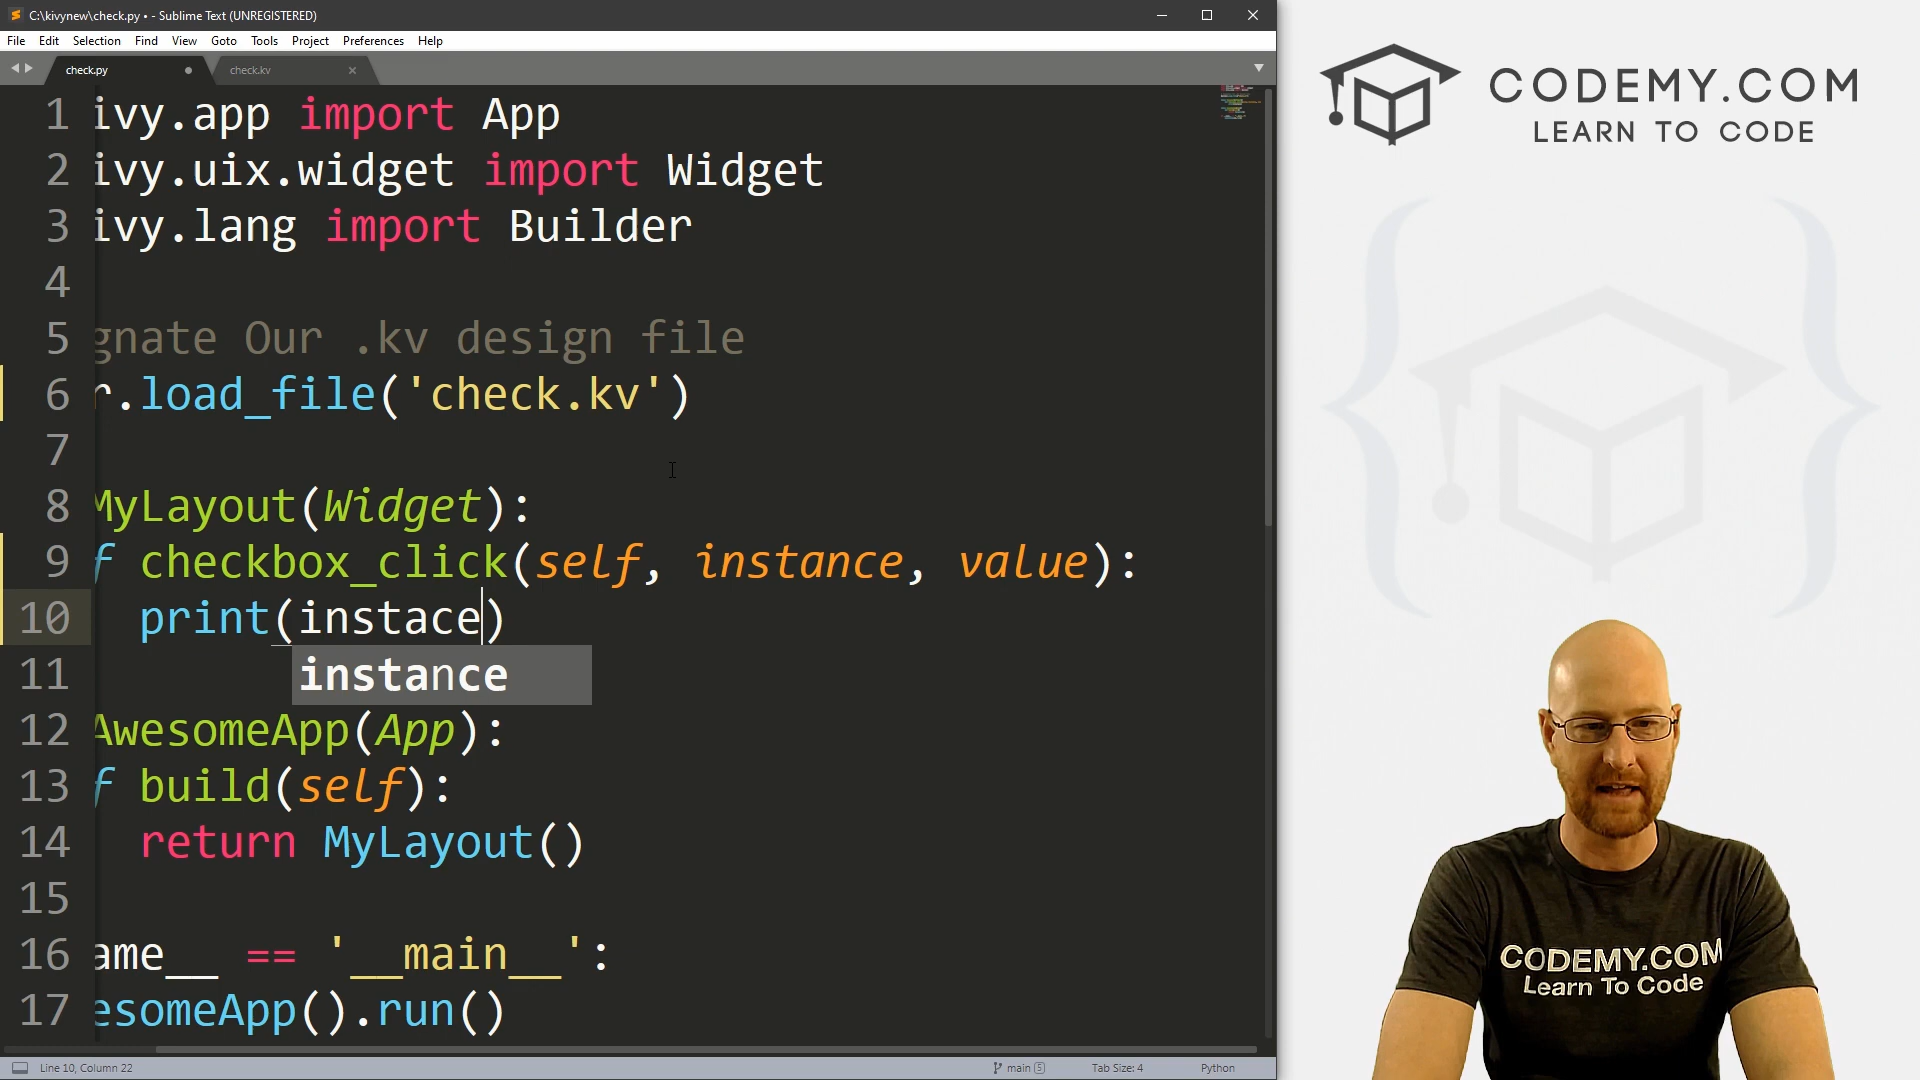 C:\kivynew\check.py • - Sublime Text (UNREGISTERED)
File Edit Selection Find View Goto Tools Project Preferences Help
check.py check.kv
1 ivy.app import App
2 ivy.uix.widget import Widget
3 ivy.lang import Builder
4
5 gnate Our .kv design file
6 r.load_file('check.kv')
7
8 MyLayout(Widget):
9 f checkbox_click(self, instance, value):
10 print(instace)
11 instance
12 AwesomeApp(App):
13 f build(self):
14 return MyLayout()
15
16 ame__ == '__main__':
17 esomeApp().run()
Line 10, Column 22 main 5 Tab Size: 4 Python
CODEMY.COM
LEARN TO CODE
CODEMY.COM
Learn To Code